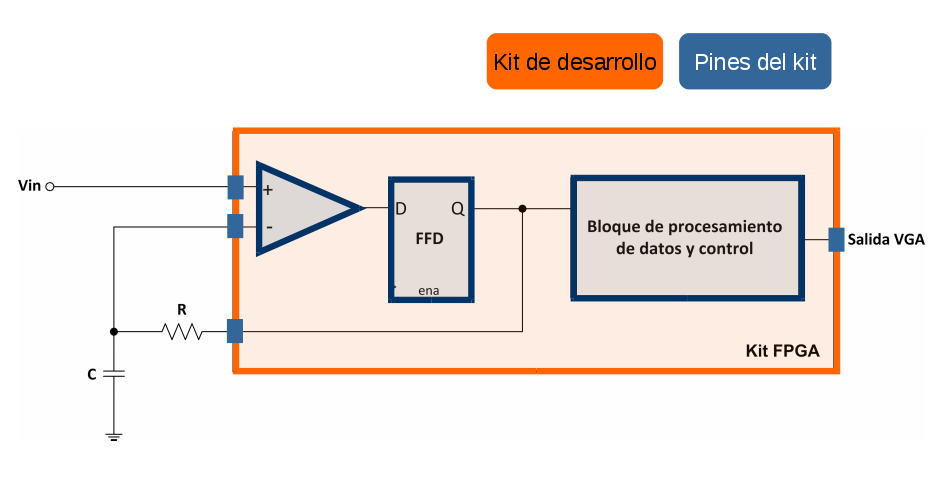 Kit de desarrollo
Pines del kit
Vin
+
-
D
Q
FFD
ena
Bloque de procesamiento
de datos y control
Salida VGA
R
C
Kit FPGA